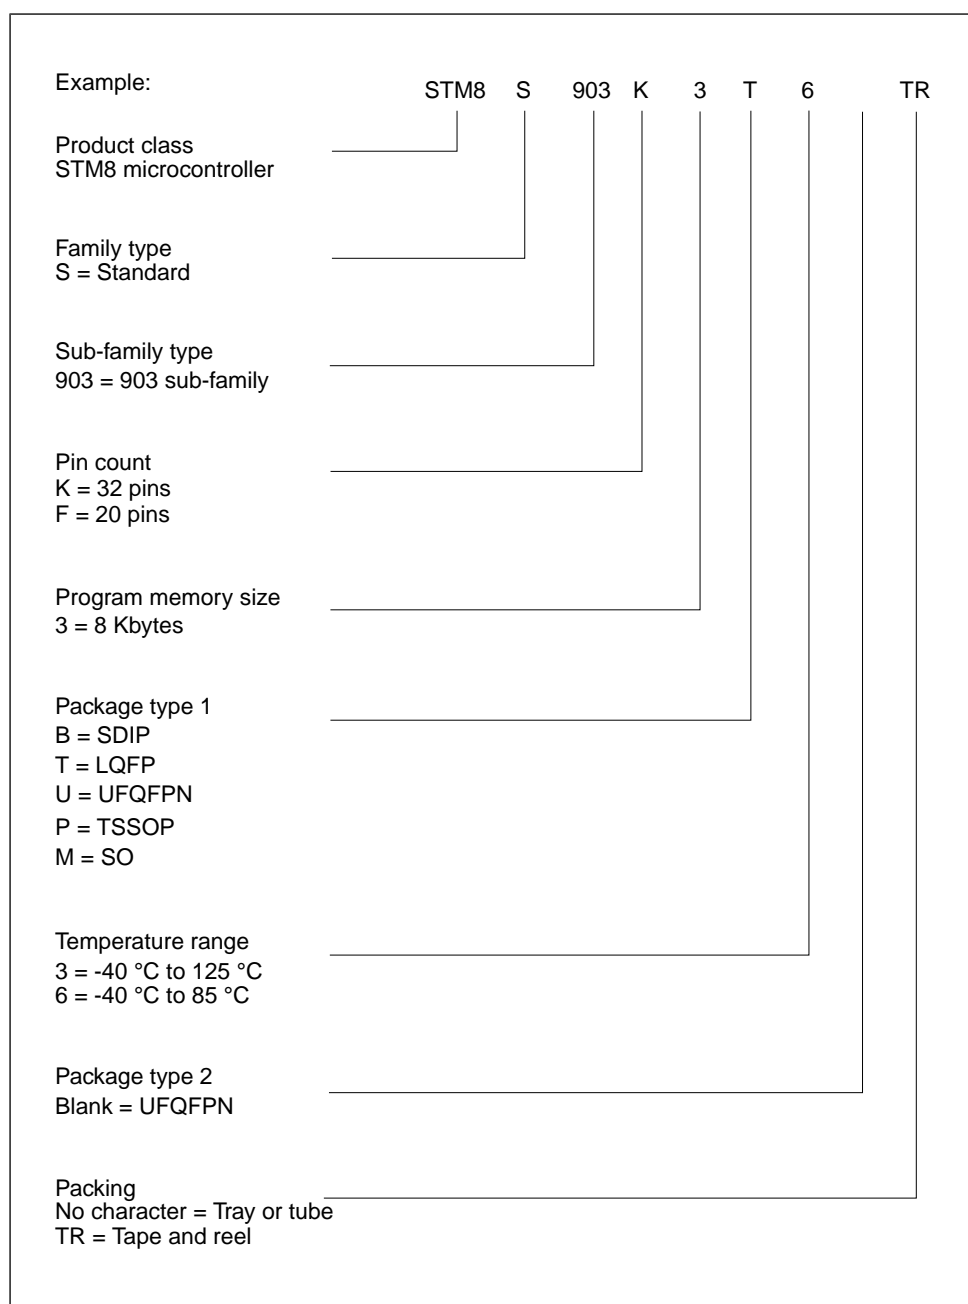 Example:
STM8 S 903 K 3 T 6 TR
Product class
STM8 microcontroller
Family type
S = Standard
Sub-family type
903 = 903 sub-family
Pin count
K = 32 pins
F = 20 pins
Program memory size
3 = 8 Kbytes
Package type 1
B = SDIP
T = LQFP
U = UFQFPN
P = TSSOP
M = SO
Temperature range
3 = -40 °C to 125 °C
6 = -40 °C to 85 °C
Package type 2
Blank = UFQFPN
Packing
No character = Tray or tube
TR = Tape and reel